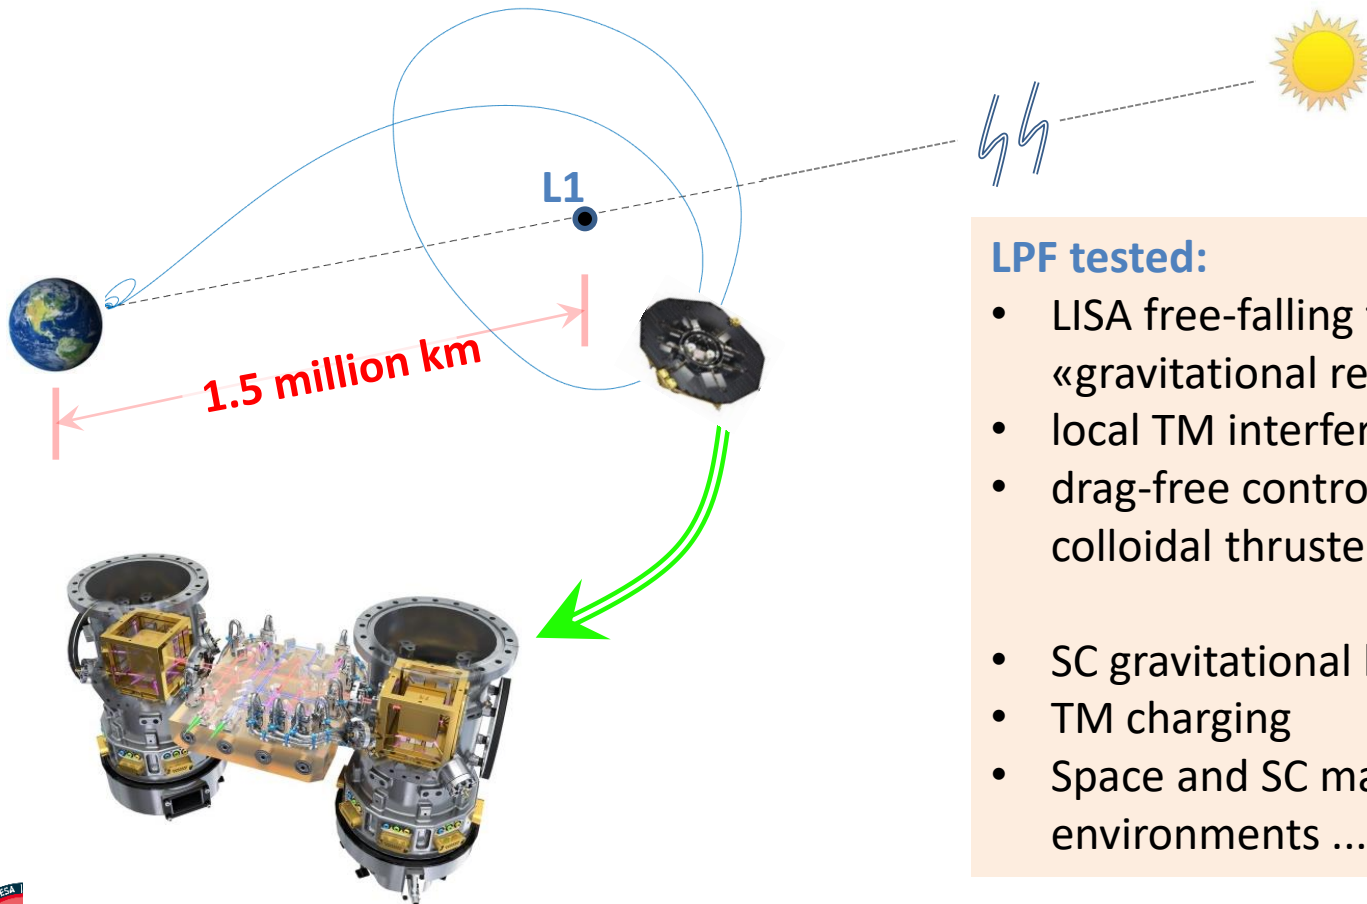 L1
1.5 million km
LPF tested:
• LISA free-falling
«gravitational re
• local TM interfer
• drag-free contro
colloidal thruste
• SC gravitational
• TM charging
• Space and SC ma
environments ...
ESA